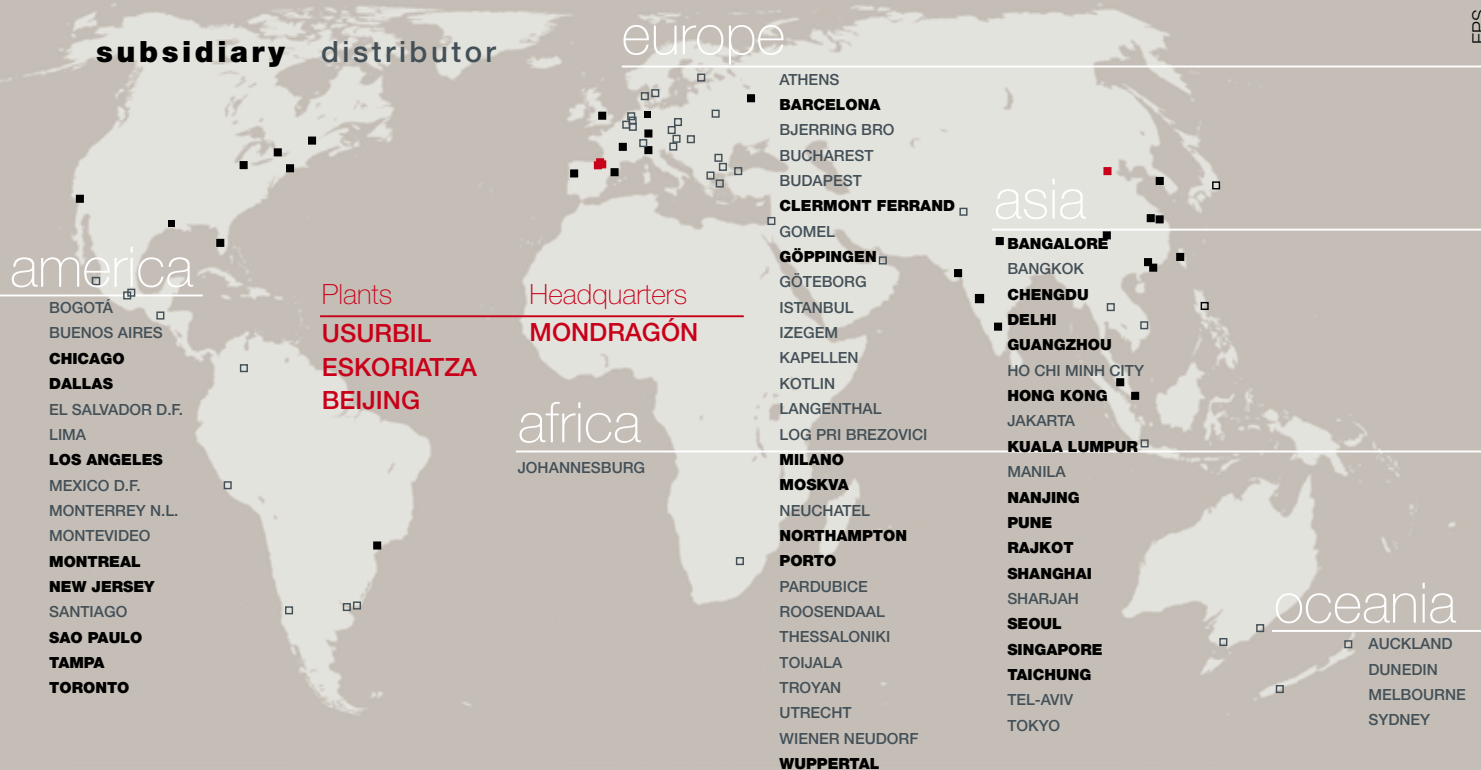 subsidiary distributor
EPS
europe
ATHENS
BARCELONA
BJERRING BRO
BUCHAREST
BUDAPEST
CLERMONT FERRAND
GOMEL
GÖPPINGEN
GÖTEBORG
ISTANBUL
IZEGEM
KAPELLEN
KOTLIN
LANGENTHAL
LOG PRI BREZOVICI
MILANO
MOSKVA
NEUCHATEL
NORTHAMPTON
PORTO
PARDUBICE
ROOSENDAAL
THESSALONIKI
TOIJALA
TROYAN
UTRECHT
WIENER NEUDORF
WUPPERTAL
america
BOGOTÁ
BUENOS AIRES
CHICAGO
DALLAS
EL SALVADOR D.F.
LIMA
LOS ANGELES
MEXICO D.F.
MONTERREY N.L.
MONTEVIDEO
MONTREAL
NEW JERSEY
SANTIAGO
SAO PAULO
TAMPA
TORONTO
Plants
USURBIL
ESKORIATZA
BEIJING
Headquarters
MONDRAGÓN
africa
JOHANNESBURG
asia
BANGALORE
BANGKOK
CHENGDU
DELHI
GUANGZHOU
HO CHI MINH CITY
HONG KONG
JAKARTA
KUALA LUMPUR
MANILA
NANJING
PUNE
RAJKOT
SHANGHAI
SHARJAH
SEOUL
SINGAPORE
TAICHUNG
TEL-AVIV
TOKYO
oceania
AUCKLAND
DUNEDIN
MELBOURNE
SYDNEY